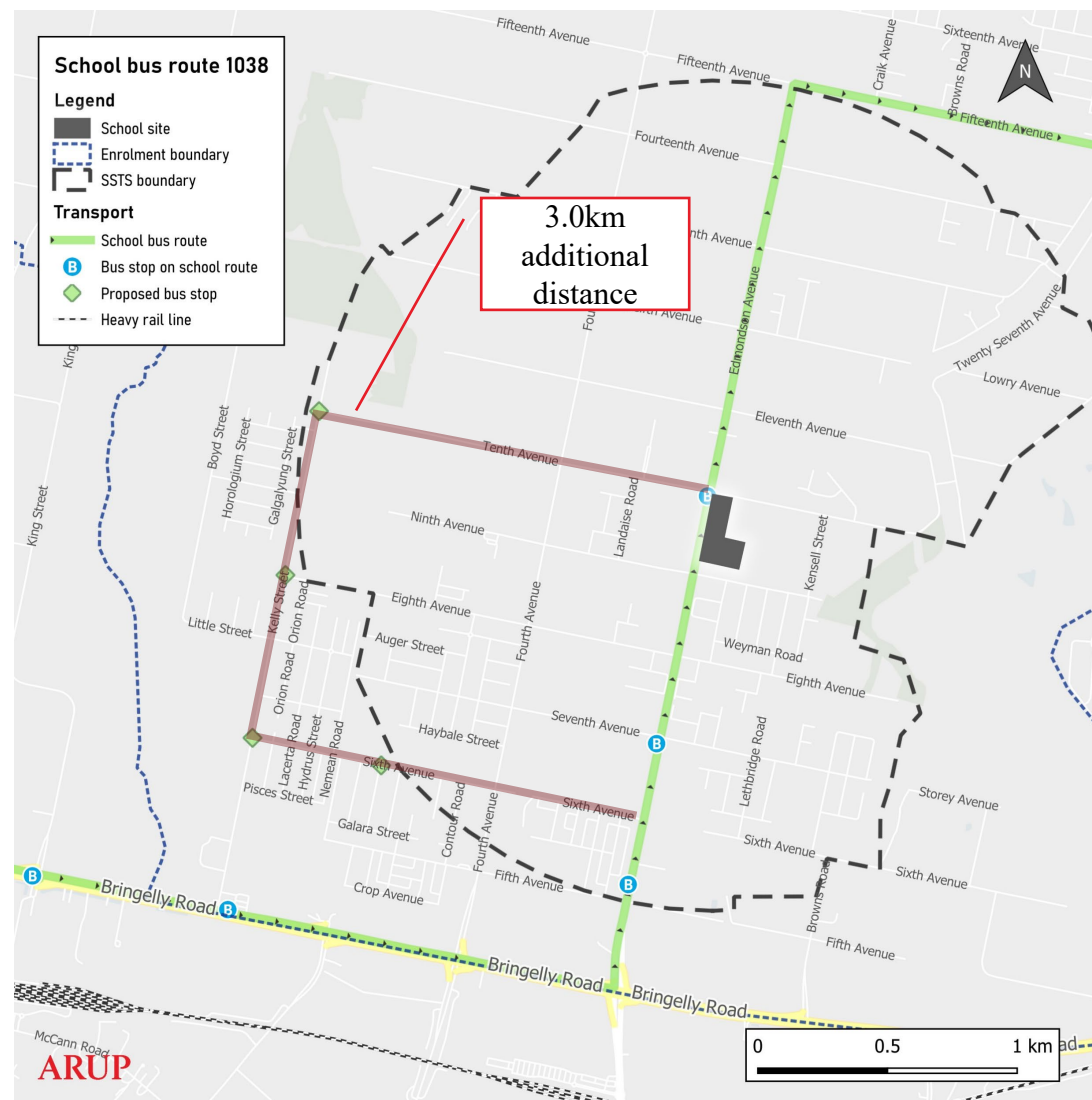 School bus route 1038
Legend
School site
Enrolment boundary
SSTS boundary
Transport
School bus route
Bus stop on school route
Proposed bus stop
Heavy rail line
N
3.0km
additional
distance
Fifteenth Avenue
Fifteenth Avenue
Sixteenth Avenue
Craik Avenue
Browns Road
Fifteenth Avenue
Fourteenth Avenue
nth Avenue
Avenue
Edmondson Avenue
Twenty Seventh Avenue
Lowry Avenue
Eleventh Avenue
King
Boyd Street
Horologium Street
Galgalyung Street
Tenth Avenue
King Street
Ninth Avenue
Landaise Road
Kensell Street
Kelly Street
Orion Road
Eighth Avenue
Little Street
Auger Street
Fourth Avenue
Weyman Road
Eighth Avenue
Orion Road
Lacerta Road
Hydrus Street
Nemean Road
Haybale Street
Seventh Avenue
B
Lethbridge Road
Sixth Avenue
Pisces Street
Sixth Avenue
Storey Avenue
Galara Street
Contour Road
Fourth Avenue
Sixth Avenue
Sixth Avenue
Crop Avenue
Fifth Avenue
B
Browns Road
Fifth Avenue
B
Bringelly Road
B
Bringelly Road
Bringelly Road
McCann Road
ARUP
0 0.5 1 km